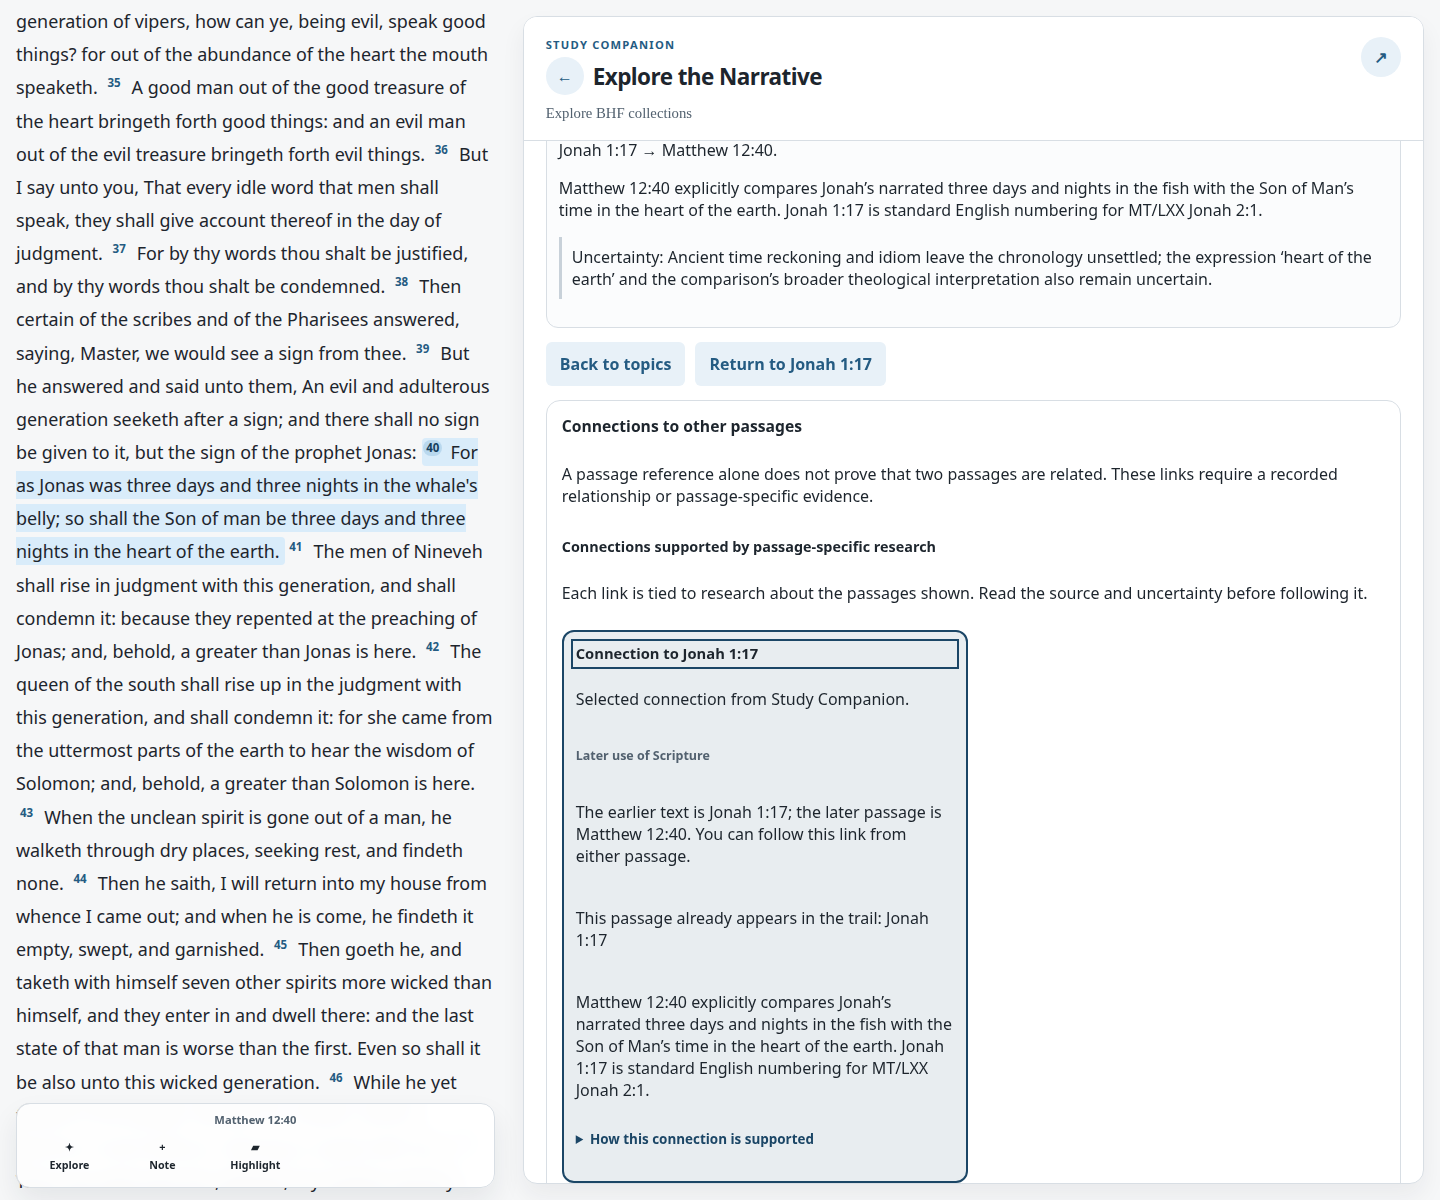 generation of vipers, how can ye, being evil, speak good
things? for out of the abundance of the heart the mouth
speaketh. 35 A good man out of the good treasure of
the heart bringeth forth good things: and an evil man
out of the evil treasure bringeth forth evil things. 36 But
I say unto you, That every idle word that men shall
speak, they shall give account thereof in the day of
judgment. 37 For by thy words thou shalt be justified,
and by thy words thou shalt be condemned. 38 Then
certain of the scribes and of the Pharisees answered,
saying, Master, we would see a sign from thee. 39 But
he answered and said unto them, An evil and adulterous
generation seeketh after a sign; and there shall no sign
be given to it, but the sign of the prophet Jonas: 40 For
as Jonas was three days and three nights in the whale's
belly; so shall the Son of man be three days and three
nights in the heart of the earth. 41 The men of Nineveh
shall rise in judgment with this generation, and shall
condemn it: because they repented at the preaching of
Jonas; and, behold, a greater than Jonas is here. 42 The
queen of the south shall rise up in the judgment with
this generation, and shall condemn it: for she came from
the uttermost parts of the earth to hear the wisdom of
Solomon; and, behold, a greater than Solomon is here.
43 When the unclean spirit is gone out of a man, he
walketh through dry places, seeking rest, and findeth
none. 44 Then he saith, I will return into my house from
whence I came out; and when he is come, he findeth it
empty, swept, and garnished. 45 Then goeth he, and
taketh with himself seven other spirits more wicked than
himself, and they enter in and dwell there: and the last
state of that man is worse than the first. Even so shall it
be also unto this wicked generation. 46 While he yet
Matthew 12:40
✦ + ▰
Explore Note Highlight
STUDY COMPANION
← Explore the Narrative
↗
Explore BHF collections
Jonah 1:17 → Matthew 12:40.
Matthew 12:40 explicitly compares Jonah’s narrated three days and nights in the fish with the Son of Man’s
time in the heart of the earth. Jonah 1:17 is standard English numbering for MT/LXX Jonah 2:1.
Uncertainty: Ancient time reckoning and idiom leave the chronology unsettled; the expression ‘heart of the
earth’ and the comparison’s broader theological interpretation also remain uncertain.
Back to topics Return to Jonah 1:17
Connections to other passages
A passage reference alone does not prove that two passages are related. These links require a recorded
relationship or passage-specific evidence.
Connections supported by passage-specific research
Each link is tied to research about the passages shown. Read the source and uncertainty before following it.
Connection to Jonah 1:17
Selected connection from Study Companion.
Later use of Scripture
The earlier text is Jonah 1:17; the later passage is
Matthew 12:40. You can follow this link from
either passage.
This passage already appears in the trail: Jonah
1:17
Matthew 12:40 explicitly compares Jonah’s
narrated three days and nights in the fish with the
Son of Man’s time in the heart of the earth. Jonah
1:17 is standard English numbering for MT/LXX
Jonah 2:1.
▶ How this connection is supported